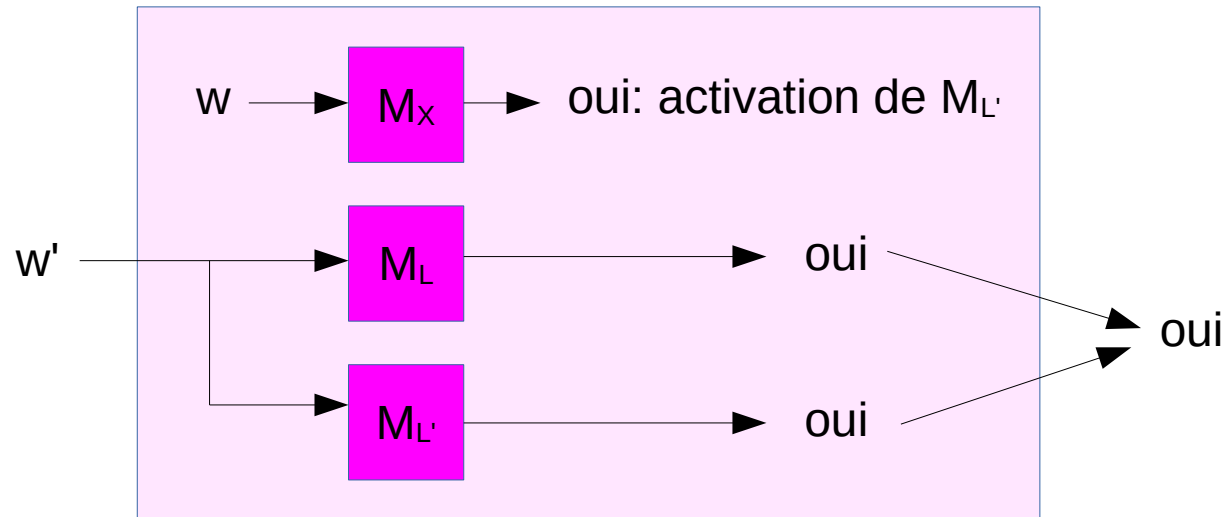 w M_X oui: activation de M_L'
w' M_L oui
oui
M_L' oui